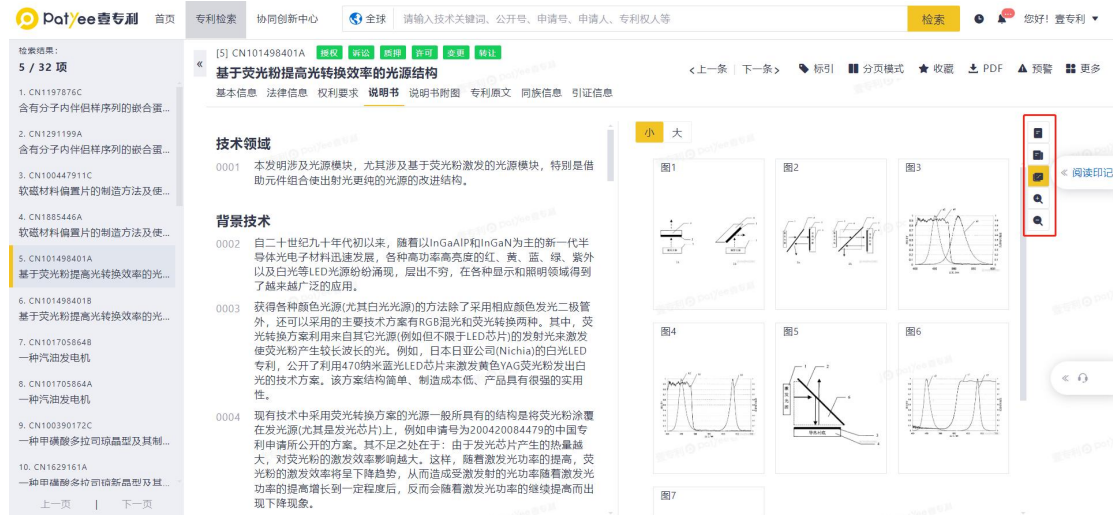 Patyee壹专利
首页
专利检索
协同创新中心
全球
请输入技术关键词、公开号、申请号、申请人、专利权人等
检索
您好！壹专利
检索结果：
5 / 32 项
1. CN1197876C
含有分子内伴侣样序列的嵌合蛋...
2. CN1291199A
含有分子内伴侣样序列的嵌合蛋...
3. CN100447911C
软磁材料偏置片的制造方法及使...
4. CN1885446A
软磁材料偏置片的制造方法及使...
5. CN101498401A
基于荧光粉提高光转换效率的光...
6. CN101498401B
基于荧光粉提高光转换效率的光...
7. CN101705864B
一种汽油发电机
8. CN101705864A
一种汽油发电机
9. CN100390172C
一种甲磺酸多拉司琼晶型及其制...
10. CN1629161A
一种甲磺酸多拉司琼新晶型及其...
上一页 | 下一页
[5] CN101498401A 授权 诉讼 质押 许可 变更 转让
基于荧光粉提高光转换效率的光源结构
<上一条 下一条> 标引 分页模式 收藏 PDF 预警 更多
基本信息 法律信息 权利要求 说明书 说明书附图 专利原文 同族信息 引证信息
技术领域
0001 本发明涉及光源模块，尤其涉及基于荧光粉激发的光源模块，特别是借
助元件组合使出射光更纯的光源的改进结构。
背景技术
0002 自二十世纪九十年代初以来，随着以InGaAlP和InGaN为主的新一代半
导体光电子材料迅速发展，各种高功率高亮度的红、黄、蓝、绿、紫外
以及白光等LED光源纷纷涌现，层出不穷，在各种显示和照明领域得到
了越来越广泛的应用。
0003 获得各种颜色光源(尤其白光光源)的方法除了采用相应颜色发光二极管
外，还可以采用的主要技术方案有RGB混光和荧光转换两种。其中，荧
光转换方案利用来自其它光源(例如但不限于LED芯片)的发射光来激发
使荧光粉产生较长波长的光。例如，日本日亚公司(Nichia)的白光LED
专利，公开了利用470纳米蓝光LED芯片来激发黄色YAG荧光粉发出白
光的技术方案。该方案结构简单、制造成本低、产品具有很强的实用
性。
0004 现有技术中采用荧光转换方案的光源一般所具有的结构是将荧光粉涂覆
在发光源(尤其是发光芯片)上，例如申请号为200420084479的中国专
利申请所公开的方案。其不足之处在于：由于发光芯片产生的热量越
大，对荧光粉的激发效率影响越大。这样，随着激发光功率的提高，荧
光粉的激发效率将呈下降趋势，从而造成受激发射的光功率随着激发光
功率的提高增长到一定程度后，反而会随着激发光功率的继续提高而出
现下降现象。
小 大
图1
图2
图3
图4
图5
图6
图7
阅读印记